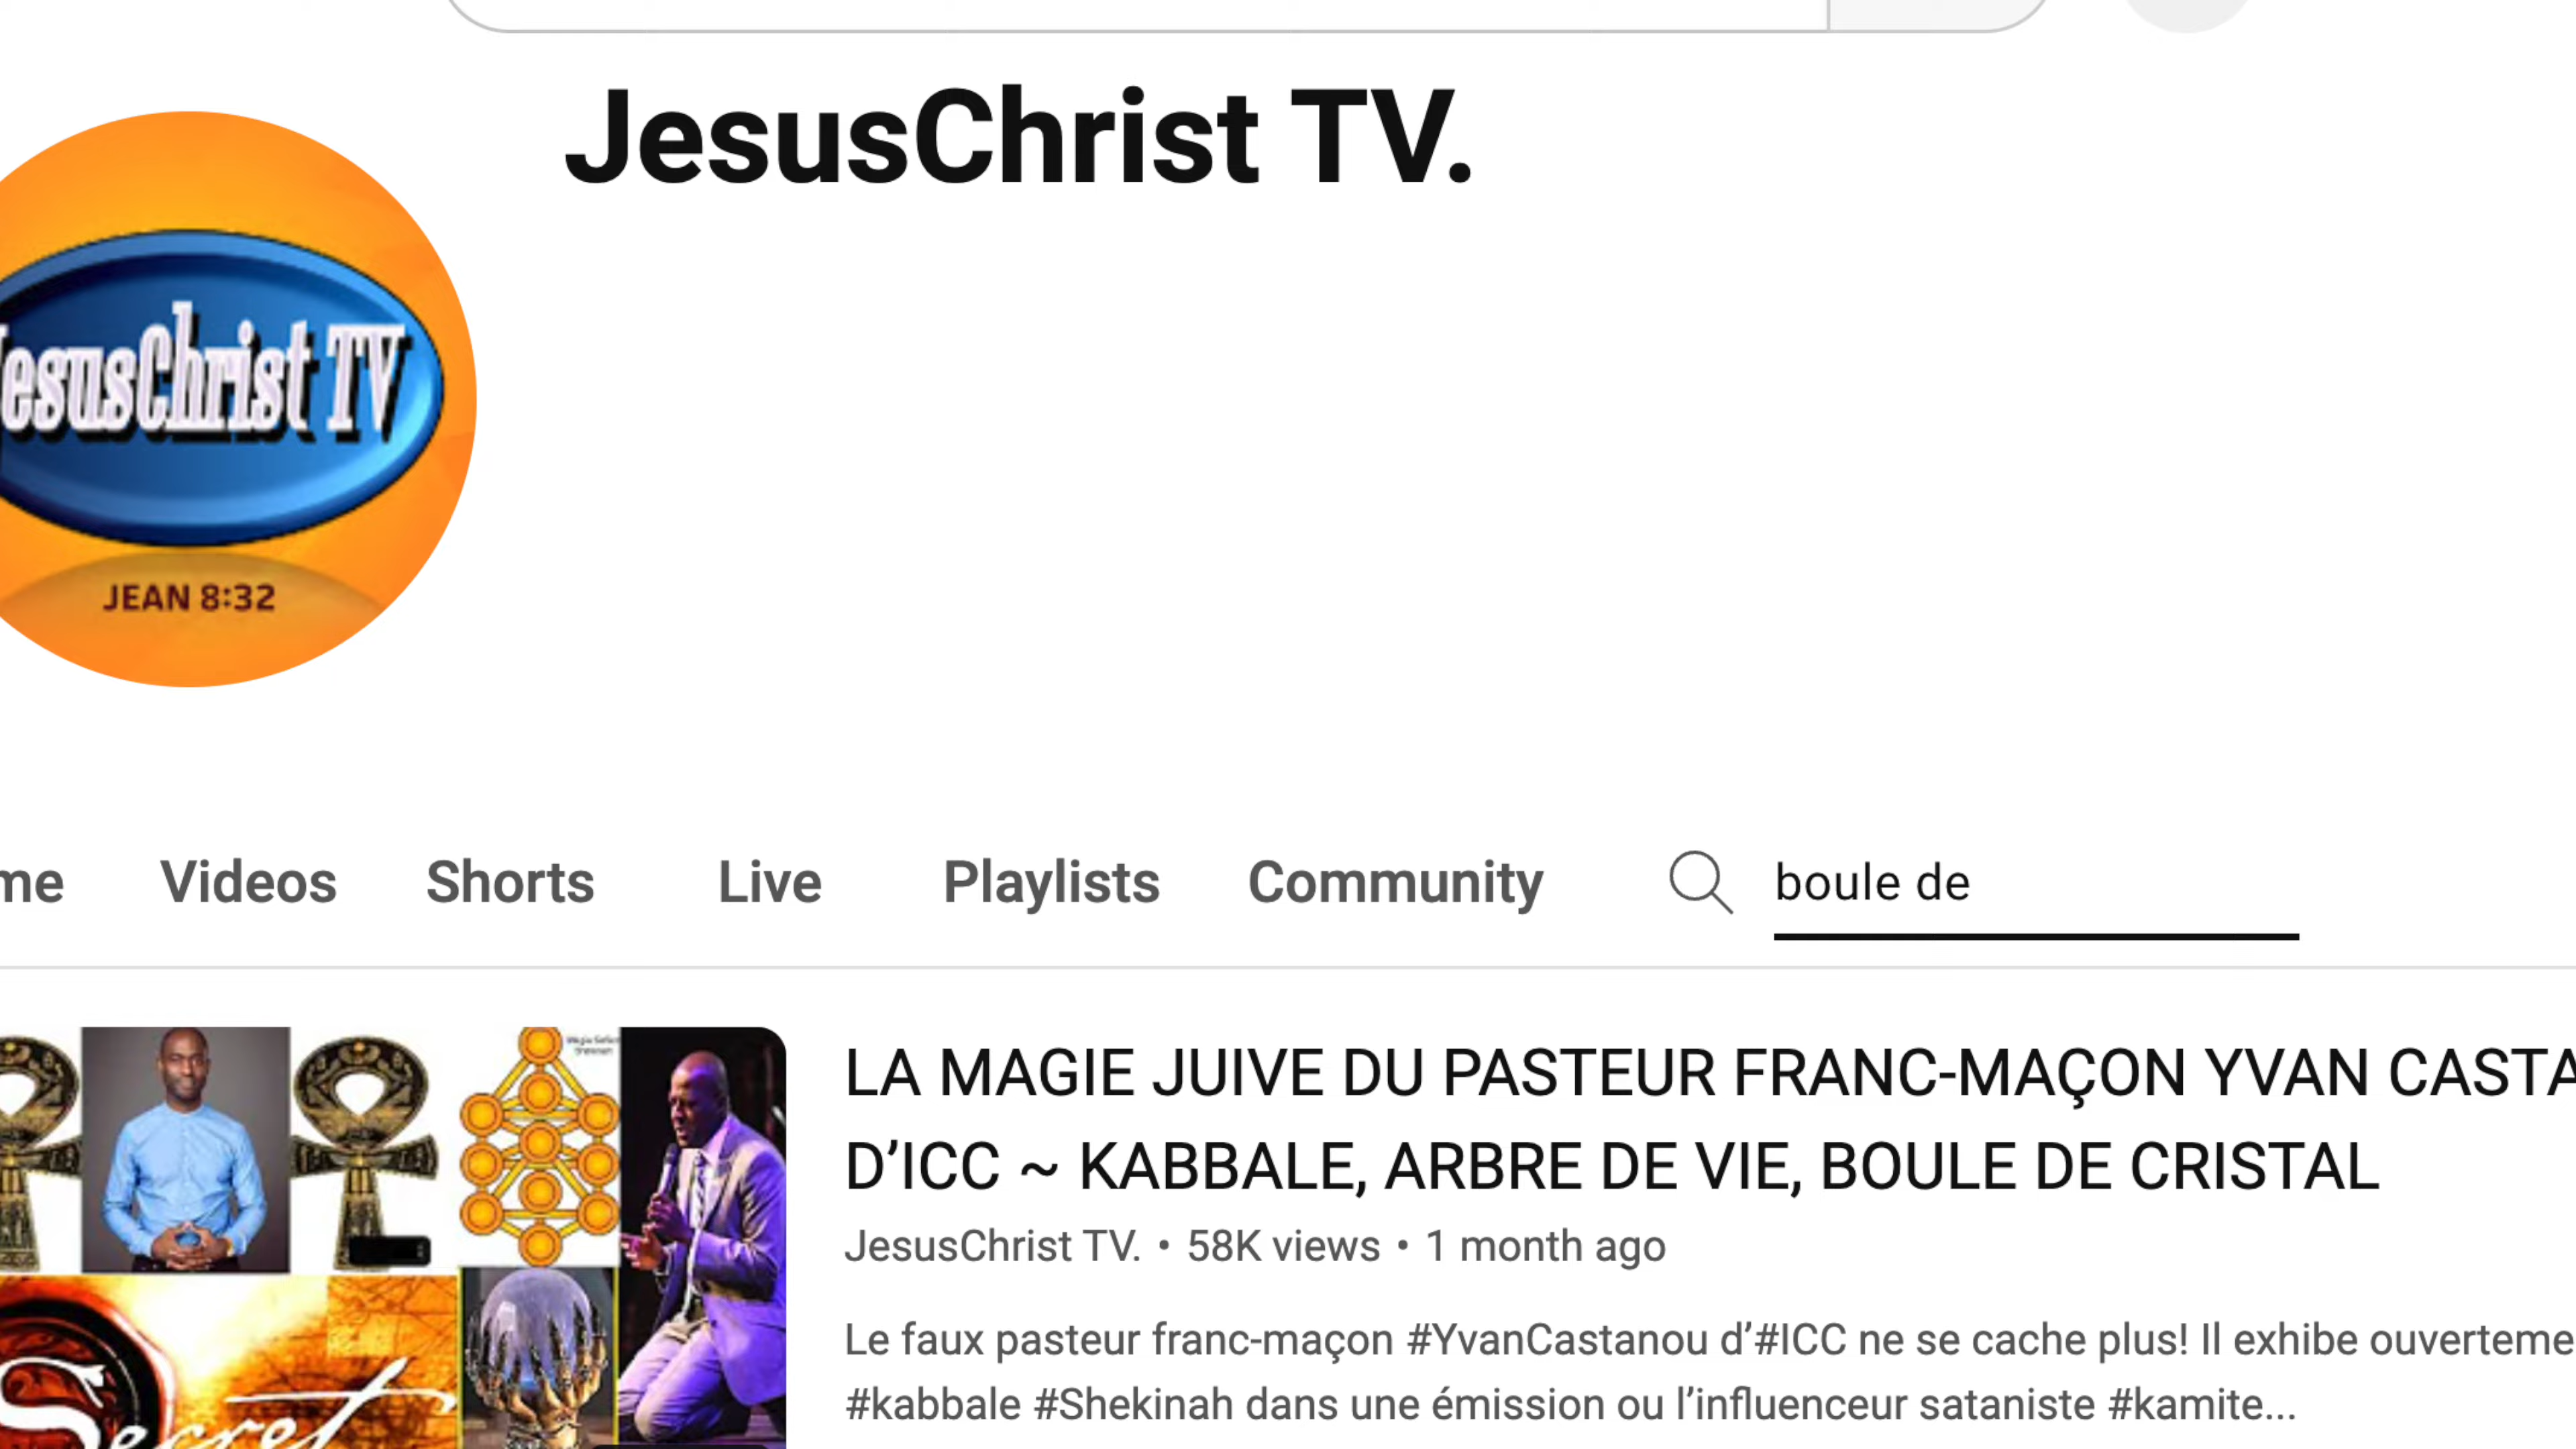 JesusChrist TV.
esusChrist TV
JEAN 8:32
me Videos Shorts Live Playlists Community boule de
LA MAGIE JUIVE DU PASTEUR FRANC-MAÇON YVAN CASTA
D’ICC ~ KABBALE, ARBRE DE VIE, BOULE DE CRISTAL
JesusChrist TV. • 58K views • 1 month ago
Le faux pasteur franc-maçon #YvanCastanou d’#ICC ne se cache plus! Il exhibe ouverteme
#kabbale #Shekinah dans une émission ou l’influenceur sataniste #kamite...
Secret